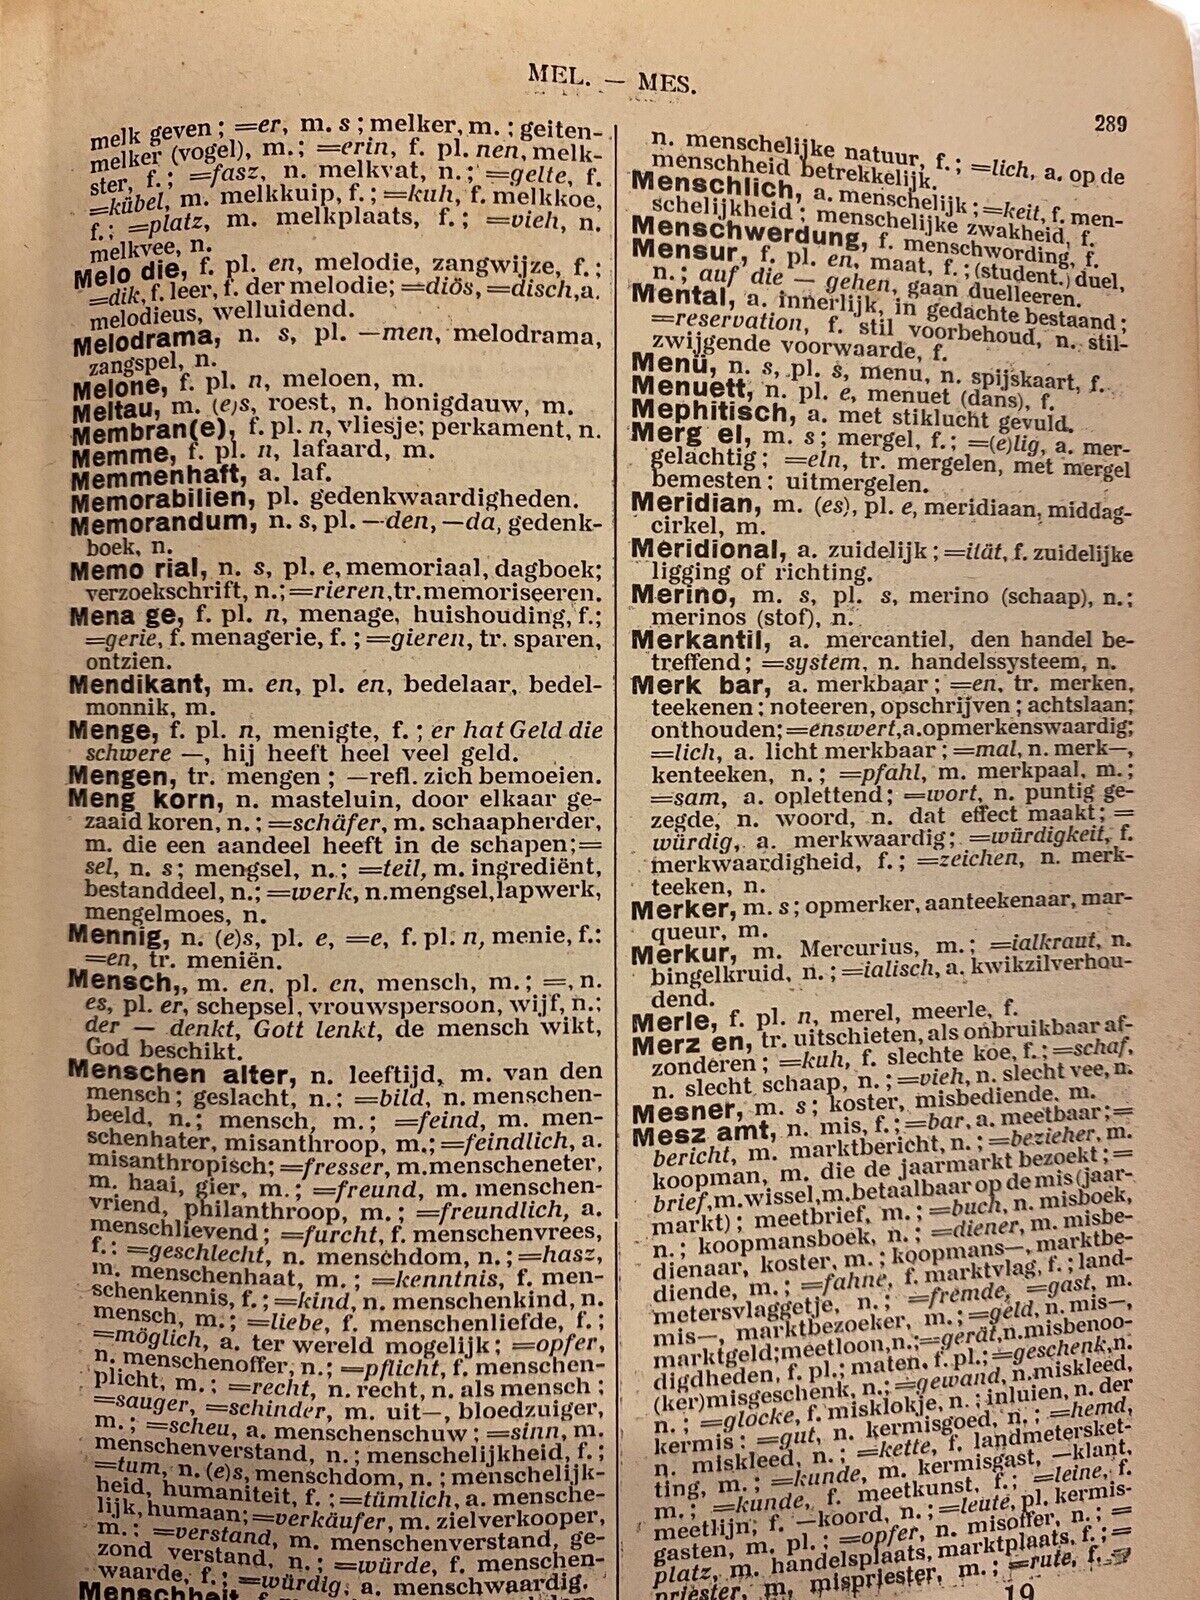 MEL. — MES.
289
melk geven; =er, m. s; melker, m.; geiten-
melker (vogel), m.; =erin, f. pl. nen, melk-
ster, f.; =fasz, n. melkvat, n.; =gelte, f.
=kübel, m. melkkuip, f.; =kuh, f. melkkoe,
f.; =platz, m. melkplaats, f.; =vieh, n.
melkvee, n.
Melo die, f. pl. en, melodie, zangwijze, f.;
=dik, f. leer, f. der melodie; =diös, =disch, a.
melodieus, welluidend.
Melodrama, n. s, pl. —men, melodrama,
zangspel, n.
Melone, f. pl. n, meloen, m.
Meltau, m. (e)s, roest, n. honigdauw, m.
Membran(e), f. pl. n, vliesje; perkament, n.
Memme, f. pl. n, lafaard, m.
Memmenhaft, a. laf.
Memorabilien, pl. gedenkwaardigheden.
Memorandum, n. s, pl. —den, —da, gedenk-
boek, n.
Memo rial, n. s, pl. e, memoriaal, dagboek;
verzoekschrift, n.; =rieren, tr. memoriseeren.
Mena ge, f. pl. n, menage, huishouding, f.;
=gerie, f. menagerie, f.; =gieren, tr. sparen,
ontzien.
Mendikant, m. en, pl. en, bedelaar, bedel-
monnik, m.
Menge, f. pl. n, menigte, f.; er hat Geld die
schwere —, hij heeft heel veel geld.
Mengen, tr. mengen; —refl. zich bemoeien.
Meng korn, n. masteluin, door elkaar ge-
zaaid koren, n.; =schäfer, m. schaapherder,
m. die een aandeel heeft in de schapen; =
sel, n. s; mengsel, n.; =teil, m. ingrediënt,
bestanddeel, n.; =werk, n. mengsel, lapwerk,
mengelmoes, n.
Mennig, n. (e)s, pl. e, =e, f. pl. n, menie, f.:
=en, tr. meniën.
Mensch,, m. en, pl. en, mensch, m.; =, n.
es, pl. er, schepsel, vrouwspersoon, wijf, n.;
der — denkt, Gott lenkt, de mensch wikt,
God beschikt.
Menschen alter, n. leeftijd, m. van den
mensch; geslacht, n.; =bild, n. menschen-
beeld, n.; mensch, m.; =feind, m. men-
schenhater, misanthroop, m.; =feindlich, a.
misanthropisch; =fresser, m. menscheneter,
m. haai, gier, m.; =freund, m. menschen-
vriend, philanthroop, m.; =freundlich, a.
menschlievend; =furcht, f. menschenvrees,
f.; =geschlecht, n. menschdom, n.; =hasz,
m. menschenhaat, m.; =kenntnis, f. men-
schenkennis, f.; =kind, n. menschenkind, n.
mensch, m.; =liebe, f. menschenliefde, f.;
=möglich, a. ter wereld mogelijk; =opfer,
n. menschenoffer, n.; =pflicht, f. menschen-
plicht, m.; =recht, n. recht, n. als mensch;
=sauger, =schinder, m. uit—, bloedzuiger,
m.; =scheu, a. menschenschuw; =sinn, m.
menschenverstand, n.; menschelijkheid, f.;
=tum, n. (e)s, menschdom, n.; menschelijk-
heid, humaniteit, f.; =tümlich, a. mensche-
lijk, humaan; =verkäufer, m. zielverkooper,
m.; =verstand, m. menschenverstand, ge-
zond verstand, n.; =würde, f. menschen-
waarde, f.; =würdig, a. menschwaardig.
Menschheit
n. menschelijke natuur, f.; =lich, a. op de
menschheid betrekkelijk.
Menschlich, a. menschelijk; =keit, f. men-
schelijkheid; menschelijke zwakheid, f.
Menschwerdung, f. menschwording, f.
Mensur, f. pl. en, maat, f.; (student.) duel,
n.; auf die — gehen, gaan duelleeren.
Mental, a. innerlijk, in gedachte bestaand;
=reservation, f. stil voorbehoud, n. stil-
zwijgende voorwaarde, f.
Menü, n. s, pl. s, menu, n. spijskaart, f.
Menuett, n. pl. e, menuet (dans), f.
Mephitisch, a. met stiklucht gevuld.
Merg el, m. s; mergel, f.; =(e)lig, a. mer-
gelachtig; =eln, tr. mergelen, met mergel
bemesten; uitmergelen.
Meridian, m. (es), pl. e, meridiaan, middag-
cirkel, m.
Meridional, a. zuidelijk; =ität, f. zuidelijke
ligging of richting.
Merino, m. s, pl. s, merino (schaap), n.;
merinos (stof), n.
Merkantil, a. mercantiel, den handel be-
treffend; =system, n. handelssysteem, n.
Merk bar, a. merkbaar; =en, tr. merken,
teekenen; noteeren, opschrijven; achtslaan;
onthouden; =enswert, a. opmerkenswaardig;
=lich, a. licht merkbaar; =mal, n. merk—,
kenteeken, n.; =pfahl, m. merkpaal, m.;
=sam, a. oplettend; =wort, n. puntig ge-
zegde, n. woord, n. dat effect maakt; =
würdig, a. merkwaardig; =würdigkeit, f.
merkwaardigheid, f.; =zeichen, n. merk-
teeken, n.
Merker, m. s; opmerker, aanteekenaar, mar-
queur, m.
Merkur, m. Mercurius, m.; =ialkraut, n.
bingelkruid, n.; =ialisch, a. kwikzilverhou-
dend.
Merle, f. pl. n, merel, meerle, f.
Merz en, tr. uitschieten, als onbruikbaar af-
zonderen; =kuh, f. slechte koe, f.; =schaf,
n. slecht schaap, n.; =vieh, n. slecht vee, n.
Mesner, m. s; koster, misbediende, m.
Mesz amt, n. mis, f.; =bar, a. meetbaar; =
bericht, m. marktbericht, n.; =bezieher, m.
koopman, m. die de jaarmarkt bezoekt; =
brief, m. wissel, m. betaalbaar op de mis (jaar-
markt); meetbrief, m.; =buch, n. misboek,
n.; koopmansboek, n.; =diener, m. misbe-
dienaar, koster, m.; koopmans—, marktbe-
diende, m.; =fahne, f. marktvlag, f.; land-
metersvlaggetje, n.; =fremde, =gast, m.
mis—, marktbezoeker, m.; =geld, n. mis—,
marktgeld; meetloon, n.; =gerät, n. misbenoo-
digdheden, f. pl.; maten, f. pl.; =geschenk, n.
(ker)misgeschenk, n.; =gewand, n. miskleed,
n.; =glocke, f. misklokje, n.; inluien, n. der
kermis; =gut, n. kermisgoed, n.; =hemd,
n. miskleed, n.; =kette, f. landmetersket-
ting, m.; =kunde, m. kermisgast, —klant,
m.; =kunde, f. meetkunst, f.; =leine, f.
meetlijn; f. —koord, n.; =leute, pl. kermis-
gasten, m. pl.; =opfer, n. misoffer, n.; =
platz, m. handelsplaats, marktplaats, f.; =
priester, m, mispriester, m.; =rute, f.
19